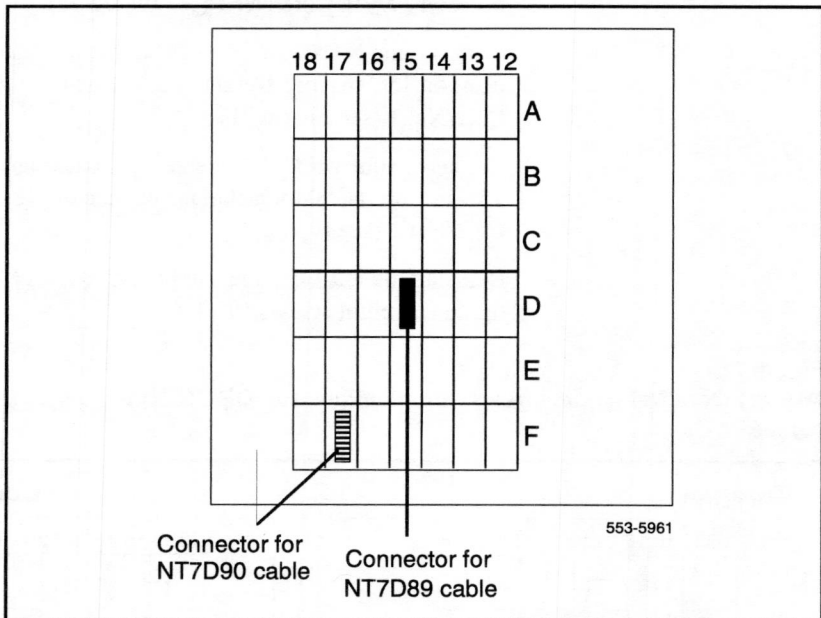 18 17 16 15 14 13 12
A
B
C
D
E
F
553-5961
Connector for
NT7D90 cable
Connector for
NT7D89 cable